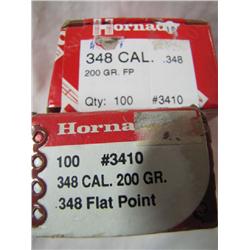 Hornady
348 CAL. .348
200 GR. FP
Qty: 100 #3410
Horna
100 #3410
348 CAL. 200 GR.
.348 Flat Point